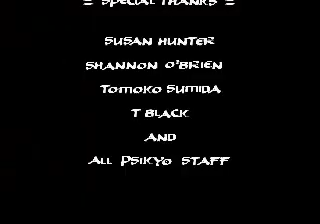 = SPECIAL THANKS =
SUSAN HUNTER
SHANNON O'BRIEN
TOMOKO SUMIDA
T BLACK
AND
ALL PSIKYO STAFF